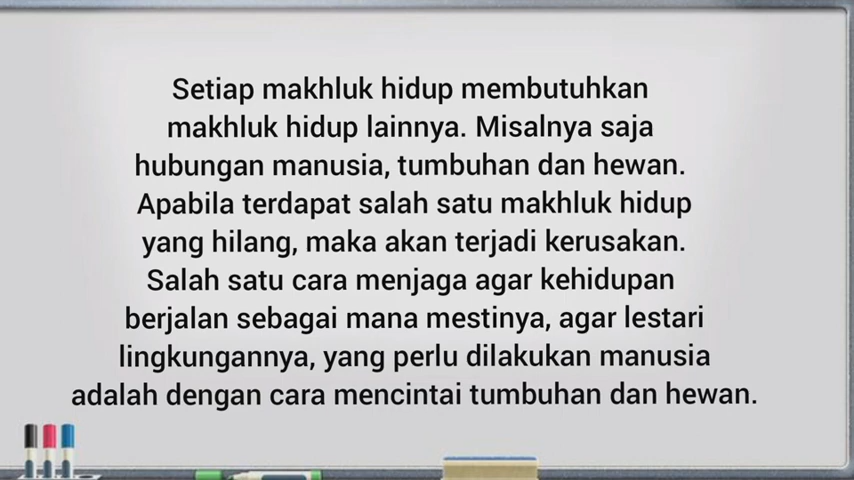 Setiap makhluk hidup membutuhkan
makhluk hidup lainnya. Misalnya saja
hubungan manusia, tumbuhan dan hewan.
Apabila terdapat salah satu makhluk hidup
yang hilang, maka akan terjadi kerusakan.
Salah satu cara menjaga agar kehidupan
berjalan sebagai mana mestinya, agar lestari
lingkungannya, yang perlu dilakukan manusia
adalah dengan cara mencintai tumbuhan dan hewan.